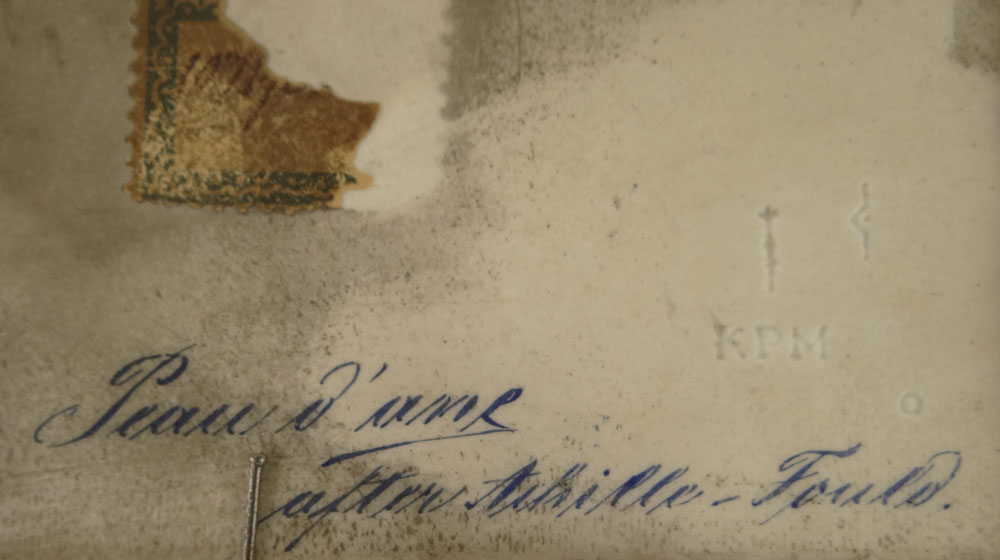 KPM
Peau d'ane
after Achille-Fould.